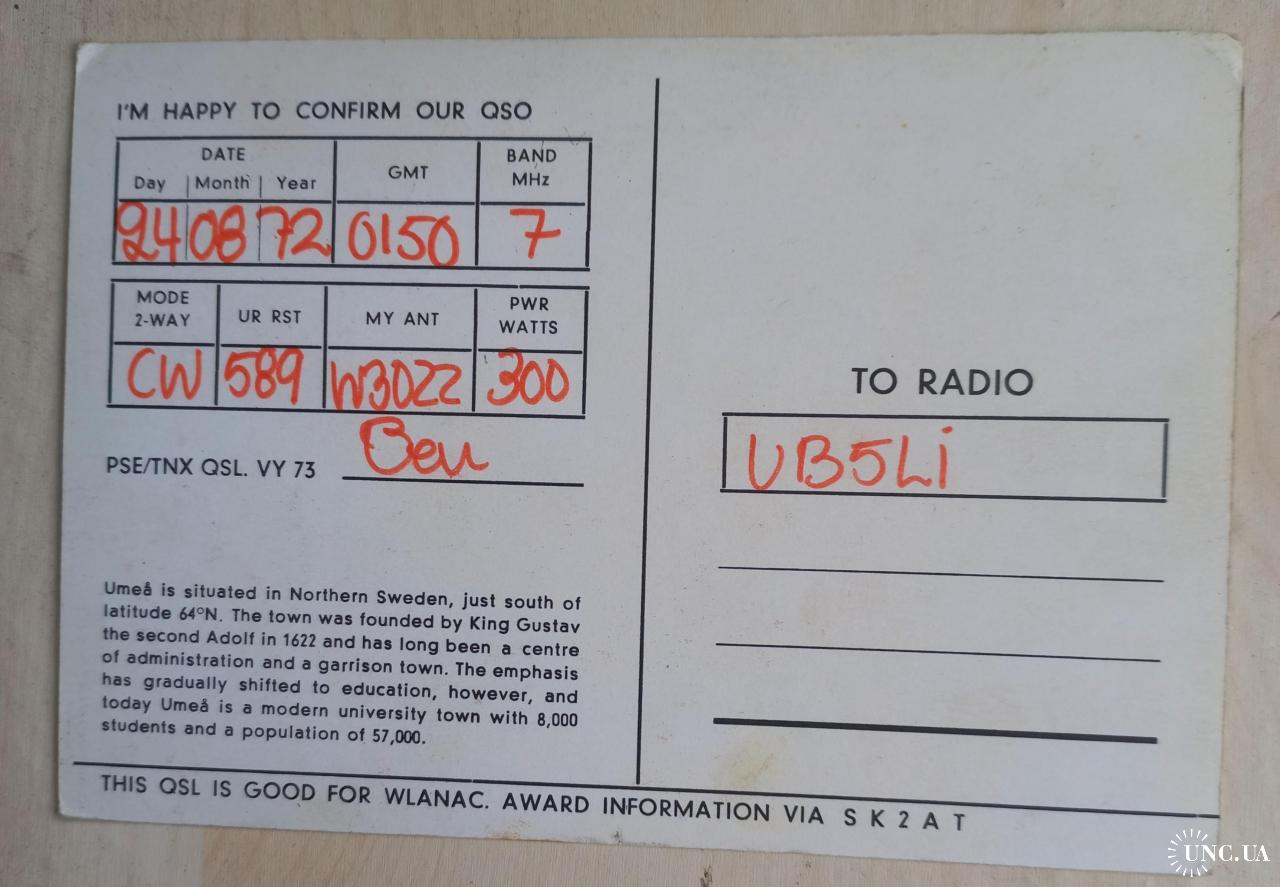 I'M HAPPY TO CONFIRM OUR QSO
DATE
Day Month Year
GMT
BAND
MHz
24 08 72 0150 7
MODE
2-WAY
UR RST
MY ANT
PWR
WATTS
CW 589 W3DZZ 300
PSE/TNX QSL. VY 73 Ben
Umeå is situated in Northern Sweden, just south of
latitude 64°N. The town was founded by King Gustav
the second Adolf in 1622 and has long been a centre
of administration and a garrison town. The emphasis
has gradually shifted to education, however, and
today Umeå is a modern university town with 8,000
students and a population of 57,000.
TO RADIO
UB5LI
THIS QSL IS GOOD FOR WLANAC. AWARD INFORMATION VIA S K 2 A T
UNC.UA